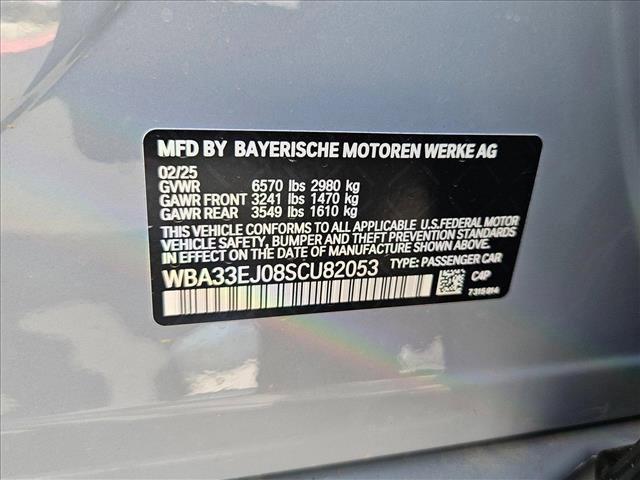 MFD BY BAYERISCHE MOTOREN WERKE AG
02/25
GVWR 6570 lbs 2980 kg
GAWR FRONT 3241 lbs 1470 kg
GAWR REAR 3549 lbs 1610 kg
THIS VEHICLE CONFORMS TO ALL APPLICABLE U.S.FEDERAL MOTOR
VEHICLE SAFETY, BUMPER AND THEFT PREVENTION STANDARDS
IN EFFECT ON THE DATE OF MANUFACTURE SHOWN ABOVE.
WBA33EJ08SCU82053 TYPE: PASSENGER CAR
C4P
7315014